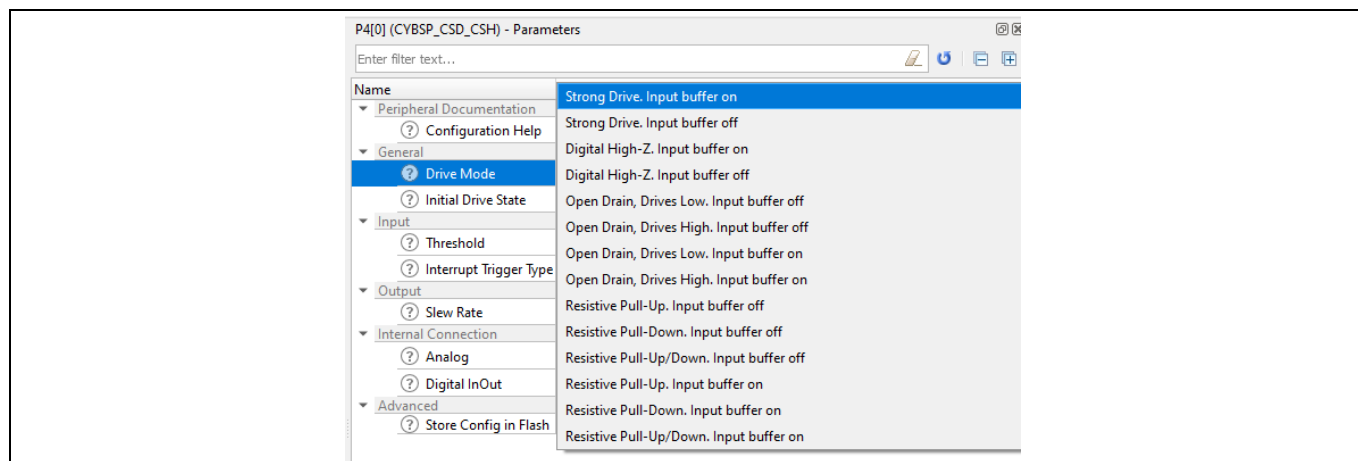 P4[0] (CYBSP_CSD_CSH) - Parameters
Enter filter text...
Name
Peripheral Documentation
Configuration Help
General
Drive Mode
Initial Drive State
Input
Threshold
Interrupt Trigger Type
Output
Slew Rate
Internal Connection
Analog
Digital InOut
Advanced
Store Config in Flash
Strong Drive. Input buffer on
Strong Drive. Input buffer off
Digital High-Z. Input buffer on
Digital High-Z. Input buffer off
Open Drain, Drives Low. Input buffer off
Open Drain, Drives High. Input buffer off
Open Drain, Drives Low. Input buffer on
Open Drain, Drives High. Input buffer on
Resistive Pull-Up. Input buffer off
Resistive Pull-Down. Input buffer off
Resistive Pull-Up/Down. Input buffer off
Resistive Pull-Up. Input buffer on
Resistive Pull-Down. Input buffer on
Resistive Pull-Up/Down. Input buffer on